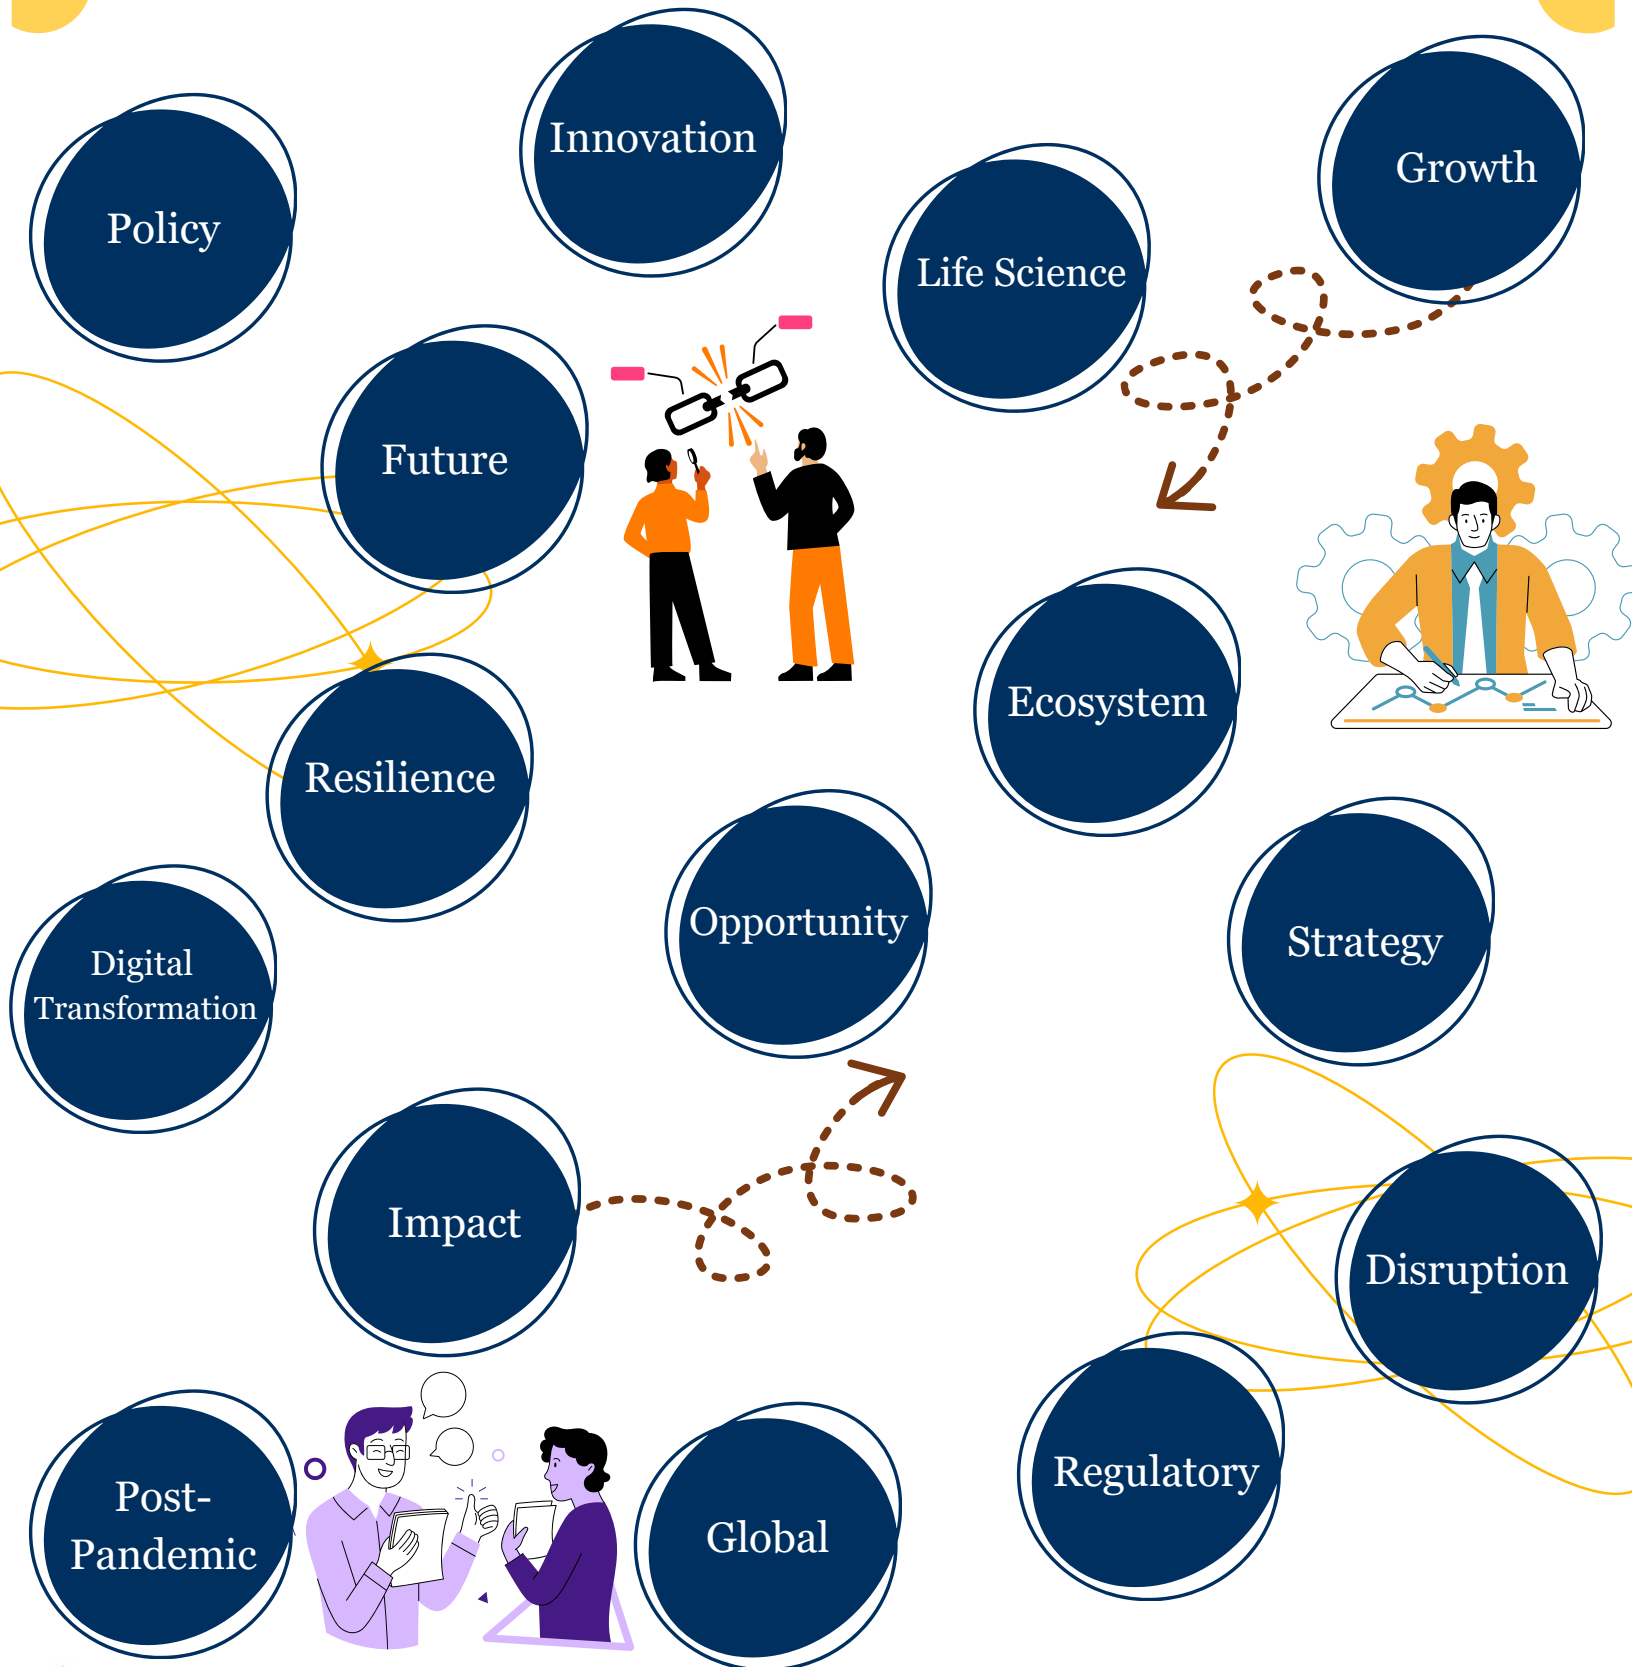 Innovation
Growth
Policy
Life Science
Future
Ecosystem
Resilience
Opportunity
Strategy
Digital
Transformation
Impact
Disruption
Regulatory
Post-
Pandemic
Global